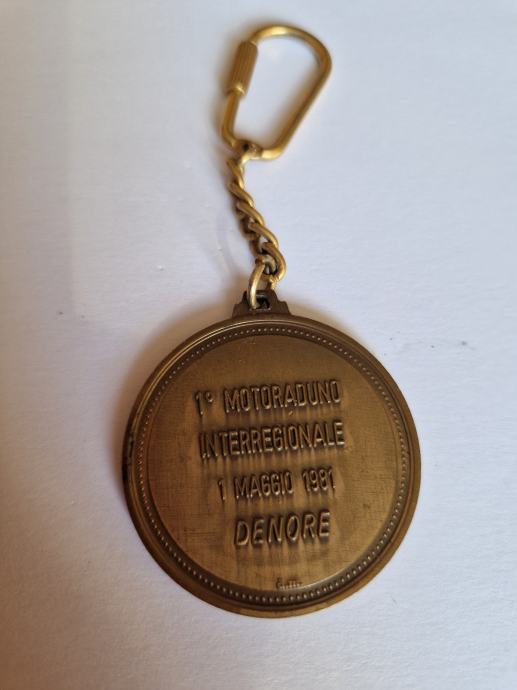 1° MOTORADUNO
INTERREGIONALE
1 MAGGIO 1981
DENORE